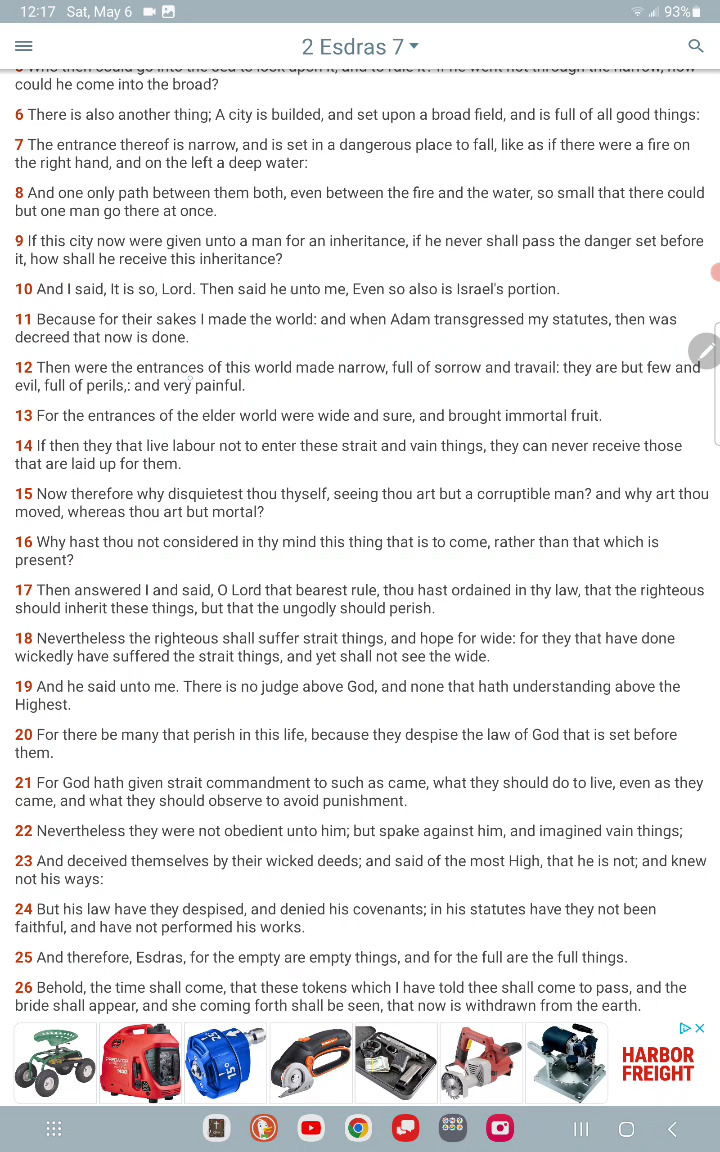 12:17 Sat, May 6 93%
2 Esdras 7
5 Who then could go into the sea to look upon it, and to rule it? if he went not through the narrow, how
could he come into the broad?
6 There is also another thing; A city is builded, and set upon a broad field, and is full of all good things:
7 The entrance thereof is narrow, and is set in a dangerous place to fall, like as if there were a fire on
the right hand, and on the left a deep water:
8 And one only path between them both, even between the fire and the water, so small that there could
but one man go there at once.
9 If this city now were given unto a man for an inheritance, if he never shall pass the danger set before
it, how shall he receive this inheritance?
10 And I said, It is so, Lord. Then said he unto me, Even so also is Israel's portion.
11 Because for their sakes I made the world: and when Adam transgressed my statutes, then was
decreed that now is done.
12 Then were the entrances of this world made narrow, full of sorrow and travail: they are but few and
evil, full of perils,: and very painful.
13 For the entrances of the elder world were wide and sure, and brought immortal fruit.
14 If then they that live labour not to enter these strait and vain things, they can never receive those
that are laid up for them.
15 Now therefore why disquietest thou thyself, seeing thou art but a corruptible man? and why art thou
moved, whereas thou art but mortal?
16 Why hast thou not considered in thy mind this thing that is to come, rather than that which is
present?
17 Then answered I and said, O Lord that bearest rule, thou hast ordained in thy law, that the righteous
should inherit these things, but that the ungodly should perish.
18 Nevertheless the righteous shall suffer strait things, and hope for wide: for they that have done
wickedly have suffered the strait things, and yet shall not see the wide.
19 And he said unto me. There is no judge above God, and none that hath understanding above the
Highest.
20 For there be many that perish in this life, because they despise the law of God that is set before
them.
21 For God hath given strait commandment to such as came, what they should do to live, even as they
came, and what they should observe to avoid punishment.
22 Nevertheless they were not obedient unto him; but spake against him, and imagined vain things;
23 And deceived themselves by their wicked deeds; and said of the most High, that he is not; and knew
not his ways:
24 But his law have they despised, and denied his covenants; in his statutes have they not been
faithful, and have not performed his works.
25 And therefore, Esdras, for the empty are empty things, and for the full are the full things.
26 Behold, the time shall come, that these tokens which I have told thee shall come to pass, and the
bride shall appear, and she coming forth shall be seen, that now is withdrawn from the earth.
HARBOR
FREIGHT